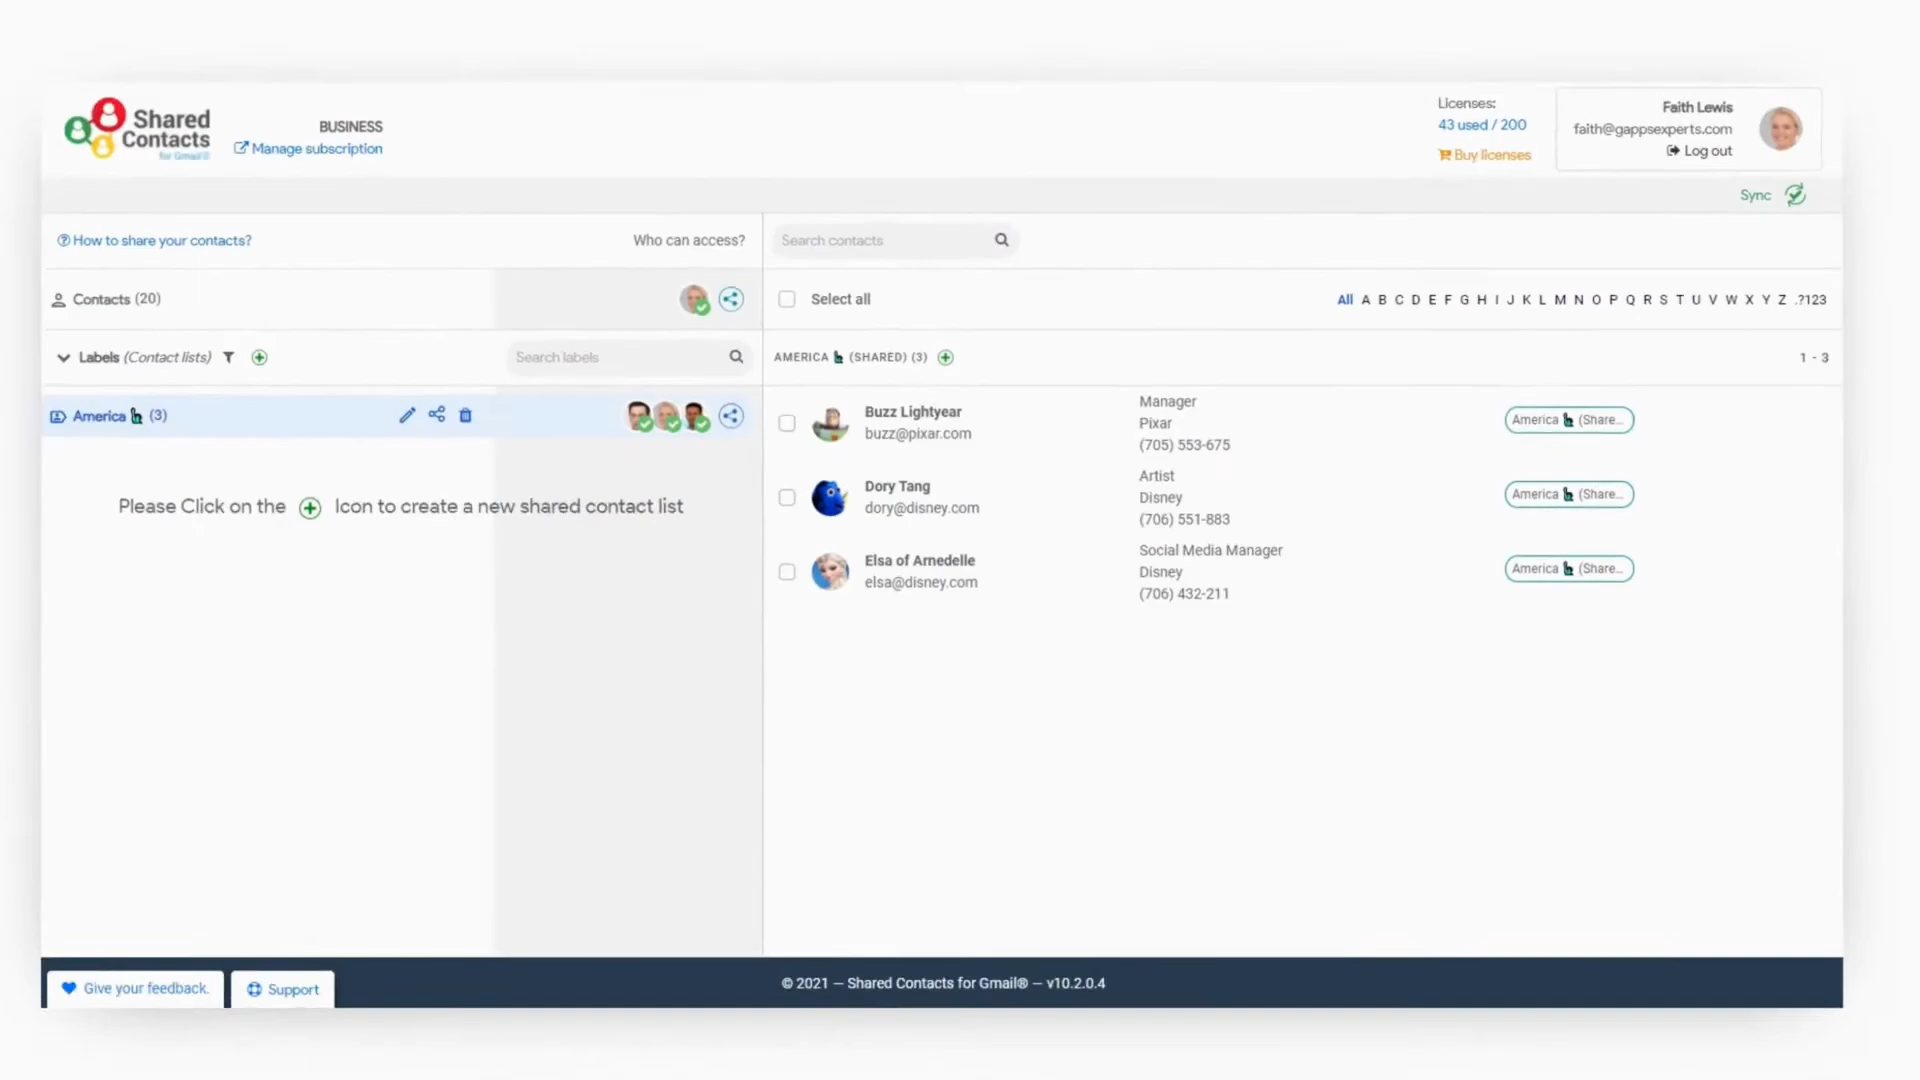 Shared
Contacts
for Gmail®
BUSINESS
Manage subscription
Licenses:
43 used / 200
Buy licenses
Faith Lewis
faith@gappsexperts.com
Log out
Sync
How to share your contacts?
Who can access?
Search contacts
Contacts (20)
Select all
All A B C D E F G H I J K L M N O P Q R S T U V W X Y Z .?123
Labels (Contact lists)
Search labels
AMERICA (SHARED) (3)
1 - 3
America (3)
Please Click on the Icon to create a new shared contact list
Buzz Lightyear
buzz@pixar.com
Manager
Pixar
(705) 553-675
America (Share...
Dory Tang
dory@disney.com
Artist
Disney
(706) 551-883
America (Share...
Elsa of Arnedelle
elsa@disney.com
Social Media Manager
Disney
(706) 432-211
America (Share...
Give your feedback.
Support
© 2021 — Shared Contacts for Gmail® — v10.2.0.4